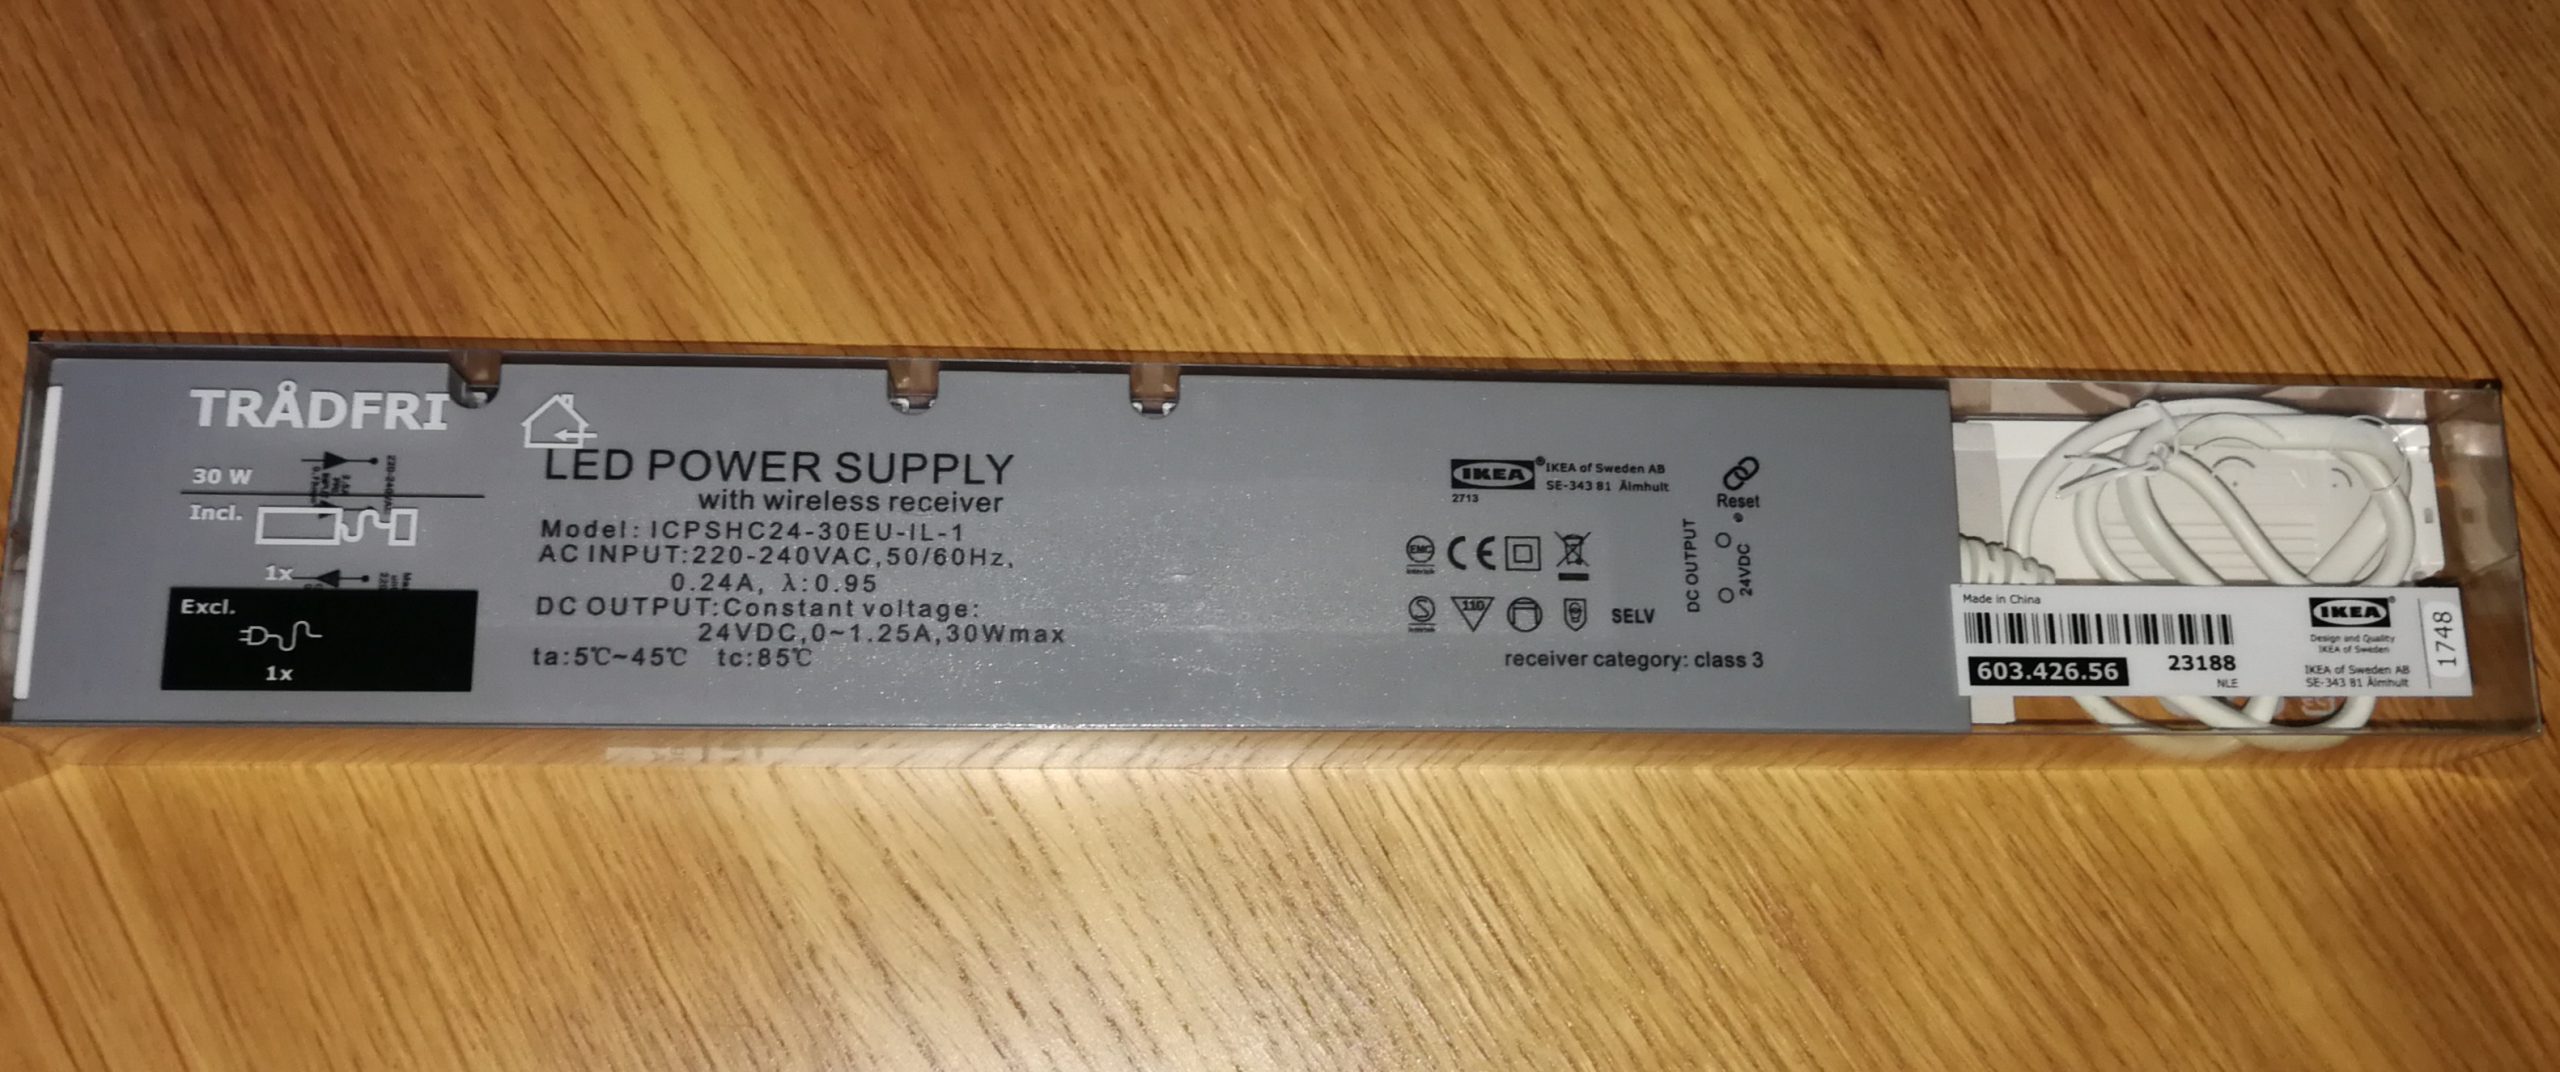 TRÅDFRI
30 W
Incl.
1x
Excl.
1x
LED POWER SUPPLY
with wireless receiver
Model: ICPSHC24-30EU-IL-1
AC INPUT:220-240VAC,50/60Hz,
0.24A, λ:0.95
DC OUTPUT:Constant voltage:
24VDC,0~1.25A,30Wmax
ta:5℃~45℃ tc:85℃
IKEA® IKEA of Sweden AB
SE-343 81 Älmhult
2713
Reset
DC OUTPUT
24VDC
EMC
Intertek
CE
S
Intertek
110
SELV
receiver category: class 3
Made in China
603.426.56
23188
NLE
IKEA®
Design and Quality
IKEA of Sweden
IKEA of Sweden AB
SE-343 81 Älmhult
1748